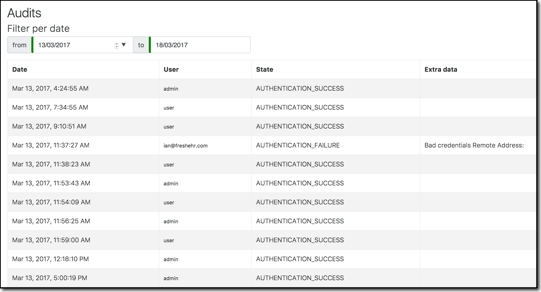 Audits
Filter per date
from 13/03/2017 to 18/03/2017
Date User State Extra data
Mar 13, 2017, 4:24:55 AM admin AUTHENTICATION_SUCCESS
Mar 13, 2017, 7:34:55 AM user AUTHENTICATION_SUCCESS
Mar 13, 2017, 9:10:51 AM user AUTHENTICATION_SUCCESS
Mar 13, 2017, 11:37:27 AM ian@freshehr.com AUTHENTICATION_FAILURE Bad credentials Remote Address:
Mar 13, 2017, 11:38:23 AM user AUTHENTICATION_SUCCESS
Mar 13, 2017, 11:53:43 AM admin AUTHENTICATION_SUCCESS
Mar 13, 2017, 11:54:09 AM user AUTHENTICATION_SUCCESS
Mar 13, 2017, 11:56:25 AM admin AUTHENTICATION_SUCCESS
Mar 13, 2017, 11:59:00 AM user AUTHENTICATION_SUCCESS
Mar 13, 2017, 12:18:10 PM admin AUTHENTICATION_SUCCESS
Mar 13, 2017, 5:00:19 PM admin AUTHENTICATION_SUCCESS